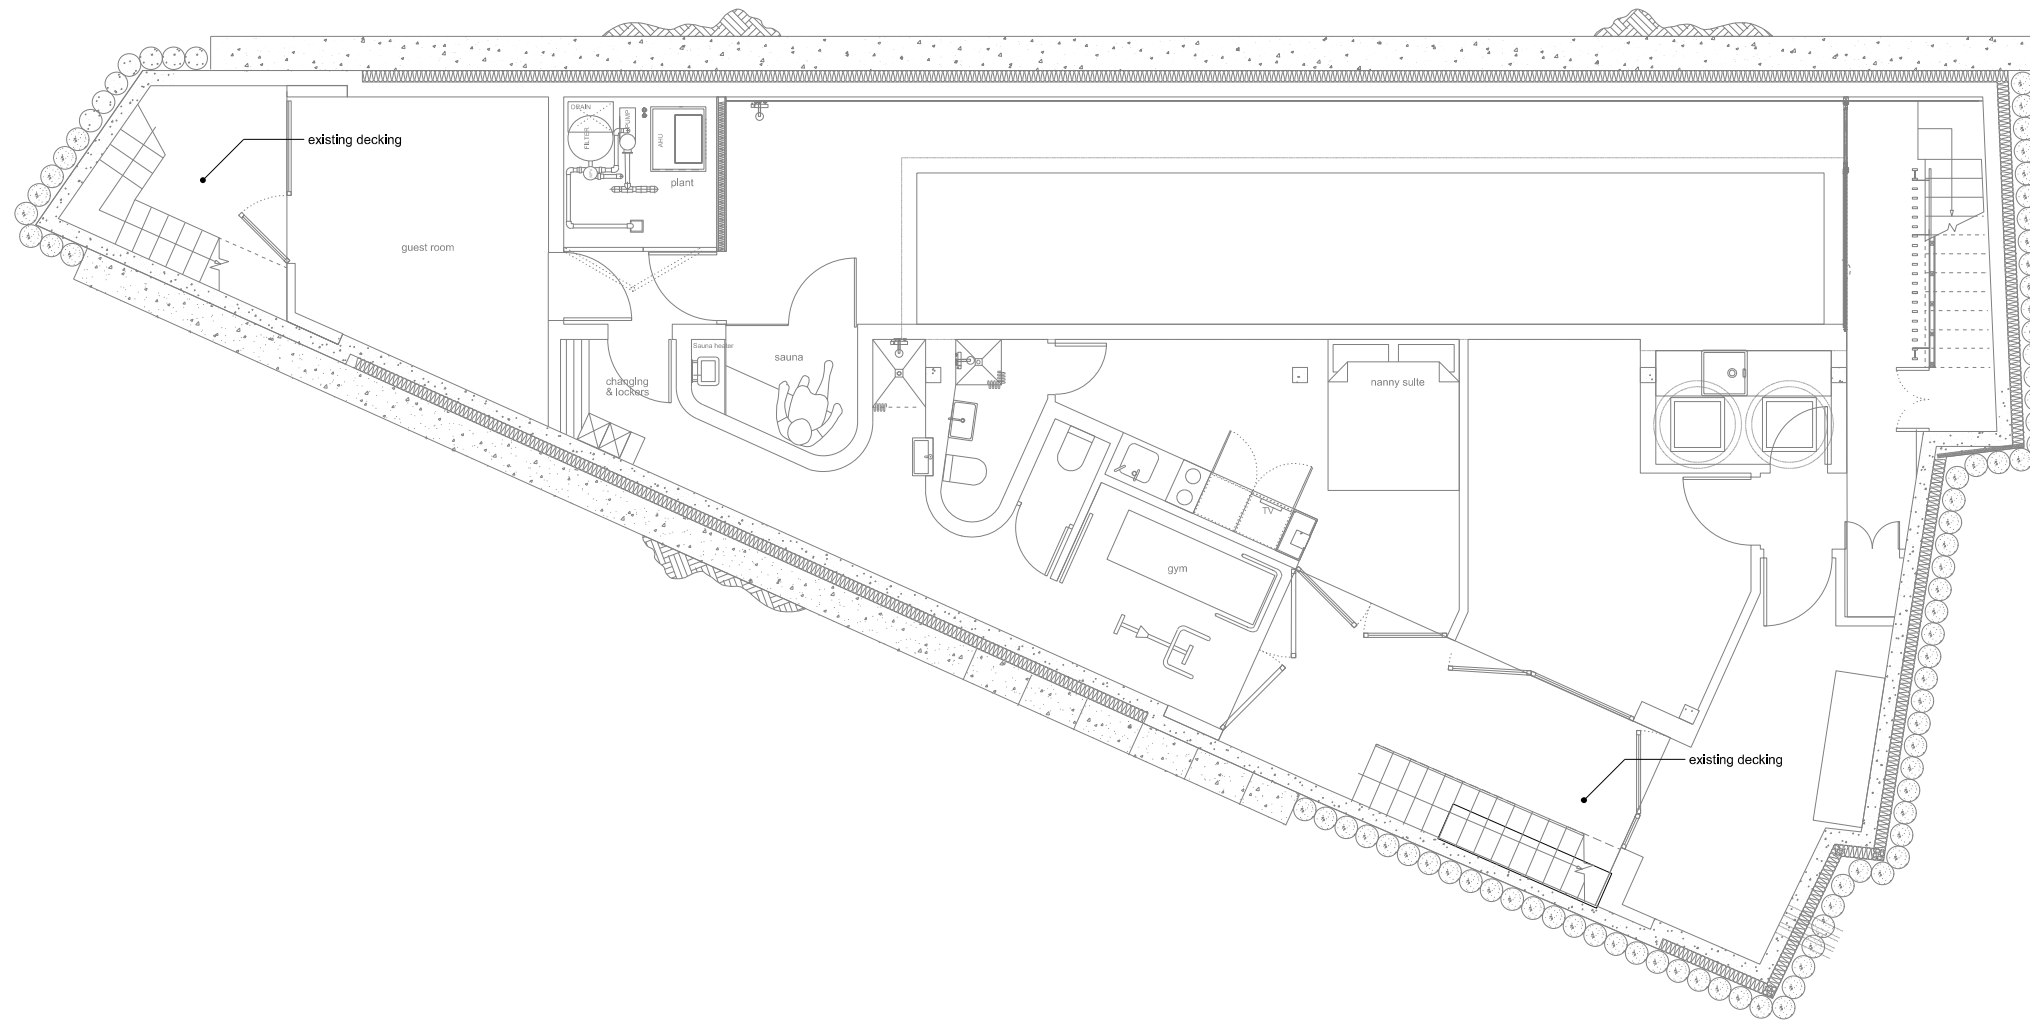 DRAIN
FILTER
PUMP
AHU
existing decking
plant
guest room
Sauna heater
sauna
changing
& lockers
nanny suite
TV
gym
existing decking